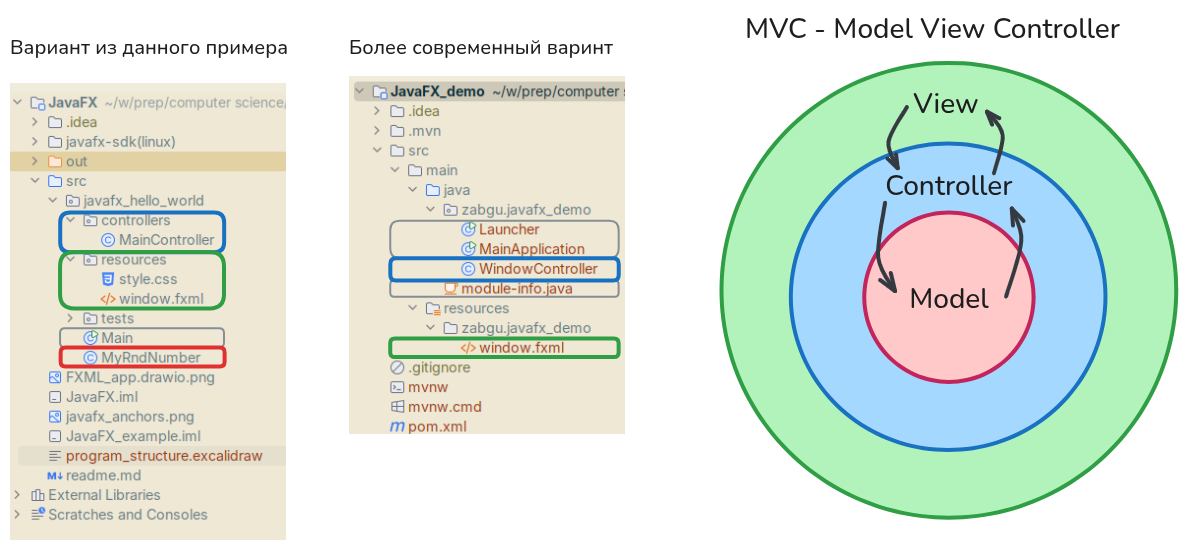 Вариант из данного примера
JavaFX ~/w/prep/computer science/
.idea
javafx-sdk(linux)
out
src
javafx_hello_world
controllers
MainController
resources
style.css
window.fxml
tests
Main
MyRndNumber
FXML_app.drawio.png
JavaFX.iml
javafx_anchors.png
JavaFX_example.iml
program_structure.excalidraw
readme.md
External Libraries
Scratches and Consoles
Более современный варинт
JavaFX_demo ~/w/prep/computer s
.idea
.mvn
src
main
java
zabgu.javafx_demo
Launcher
MainApplication
WindowController
module-info.java
resources
zabgu.javafx_demo
window.fxml
.gitignore
mvnw
mvnw.cmd
pom.xml
MVC - Model View Controller
View
Controller
Model